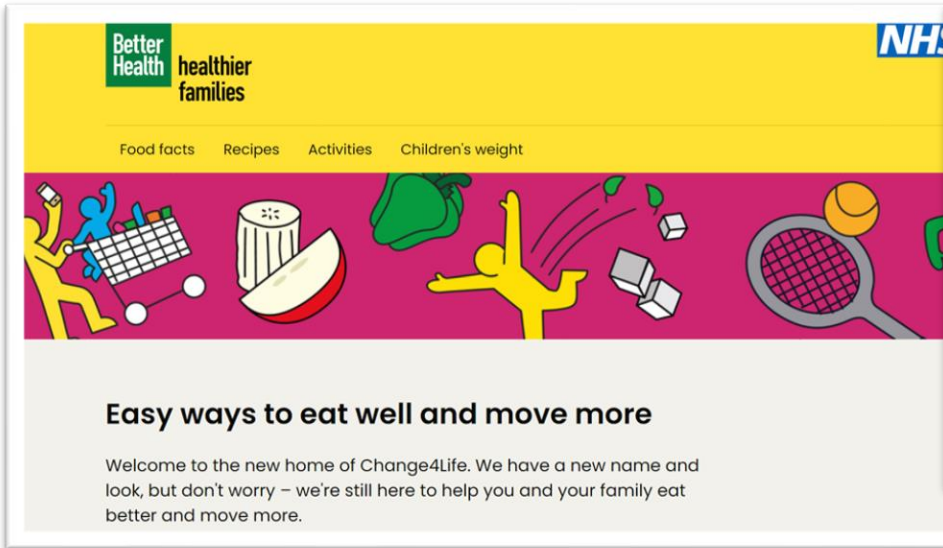 Better
Health
healthier
families
NHS
Food facts Recipes Activities Children's weight
Easy ways to eat well and move more
Welcome to the new home of Change4Life. We have a new name and
look, but don't worry – we're still here to help you and your family eat
better and move more.